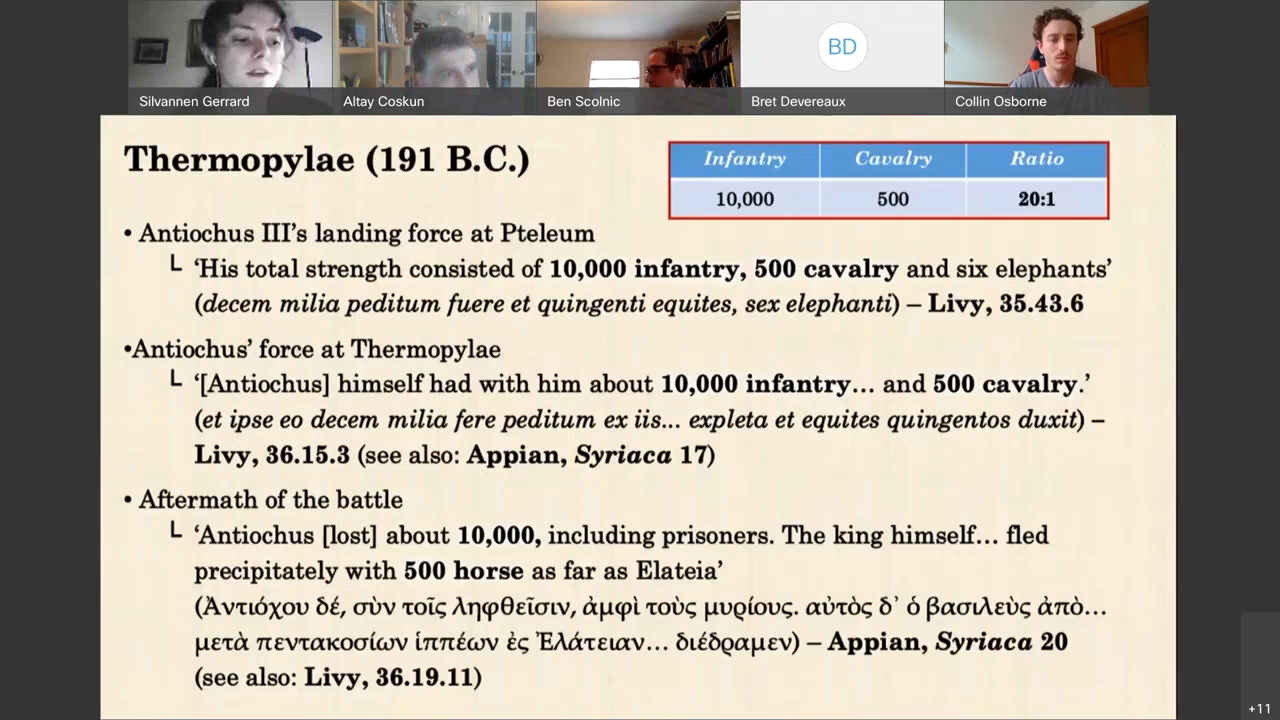 BD
Silvannen Gerrard
Altay Coskun
Ben Scolnic
Bret Devereaux
Collin Osborne
Thermopylae (191 B.C.)
Infantry Cavalry Ratio
10,000 500 20:1
• Antiochus III’s landing force at Pteleum
└ ‘His total strength consisted of 10,000 infantry, 500 cavalry and six elephants’
(decem milia peditum fuere et quingenti equites, sex elephanti) – Livy, 35.43.6
•Antiochus’ force at Thermopylae
└ ‘[Antiochus] himself had with him about 10,000 infantry… and 500 cavalry.’
(et ipse eo decem milia fere peditum ex iis... expleta et equites quingentos duxit) –
Livy, 36.15.3 (see also: Appian, Syriaca 17)
• Aftermath of the battle
└ ‘Antiochus [lost] about 10,000, including prisoners. The king himself… fled
precipitately with 500 horse as far as Elateia’
(Ἀντιόχου δέ, σὺν τοῖς ληφθεῖσιν, ἀμφὶ τοὺς μυρίους. αὐτὸς δ᾽ ὁ βασιλεὺς ἀπὸ…
μετὰ πεντακοσίων ἱππέων ἐς Ἐλάτειαν… διέδραμεν) – Appian, Syriaca 20
(see also: Livy, 36.19.11)
+11